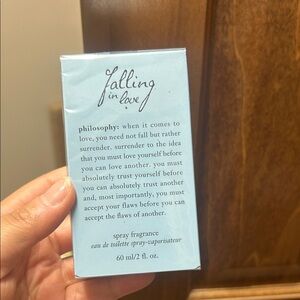 falling
in love
philosophy: when it comes to
love, you need not fall but rather
surrender. surrender to the idea
that you must love yourself before
you can love another. you must
absolutely trust yourself before
you can absolutely trust another
and, most importantly, you must
accept your flaws before you can
accept the flaws of another.
spray fragrance
eau de toilette spray-vaporisateur
60 ml/2 fl. oz.